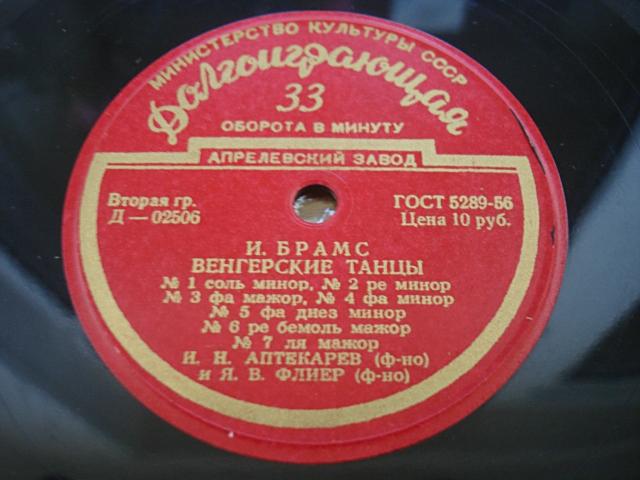 МИНИСТЕРСТВО КУЛЬТУРЫ СССР
Долгоиграющая
33
ОБОРОТА В МИНУТУ
АПРЕЛЕВСКИЙ ЗАВОД
Вторая гр. ГОСТ 5289-56
Д—02506 Цена 10 руб.
И. БРАМС
ВЕНГЕРСКИЕ ТАНЦЫ
№ 1 соль минор, № 2 ре минор
№ 3 фа мажор, № 4 фа минор
№ 5 фа диез минор
№ 6 ре бемоль мажор
№ 7 ля мажор
И. Н. АПТЕКАРЕВ (ф-но)
и Я. В. ФЛИЕР (ф-но)